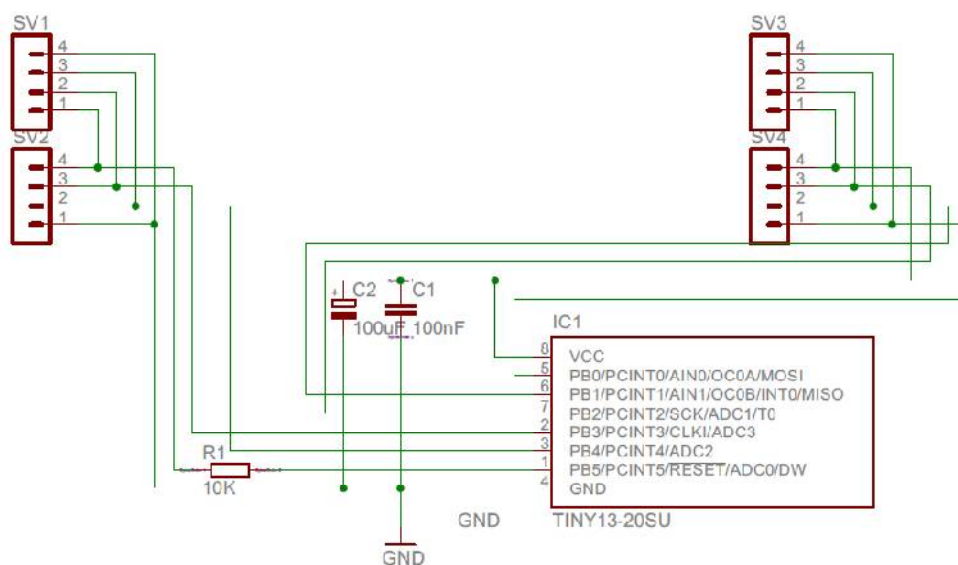 SV1
4
3
2
1
SV2
4
3
2
1
SV3
4
3
2
1
SV4
4
3
2
1
+
C2
100uF
C1
100nF
R1
10K
GND
GND
IC1
8 VCC
5 PB0/PCINT0/AIN0/OC0A/MOSI
6 PB1/PCINT1/AIN1/OC0B/INT0/MISO
7 PB2/PCINT2/SCK/ADC1/T0
2 PB3/PCINT3/CLKI/ADC3
3 PB4/PCINT4/ADC2
1 PB5/PCINT5/RESET/ADC0/DW
4 GND
TINY13-20SU